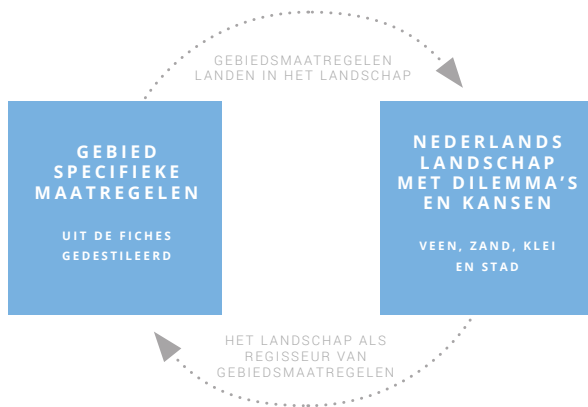 GEBIEDSMAATREGELEN
LANDEN IN HET LANDSCHAP
GEBIED
SPECIFIEKE
MAATREGELEN
UIT DE FICHES
GEDESTILEERD
NEDERLANDS
LANDSCHAP
MET DILEMMA'S
EN KANSEN
VEEN, ZAND, KLEI
EN STAD
HET LANDSCHAP ALS
REGISSEUR VAN
GEBIEDSMAATREGELEN